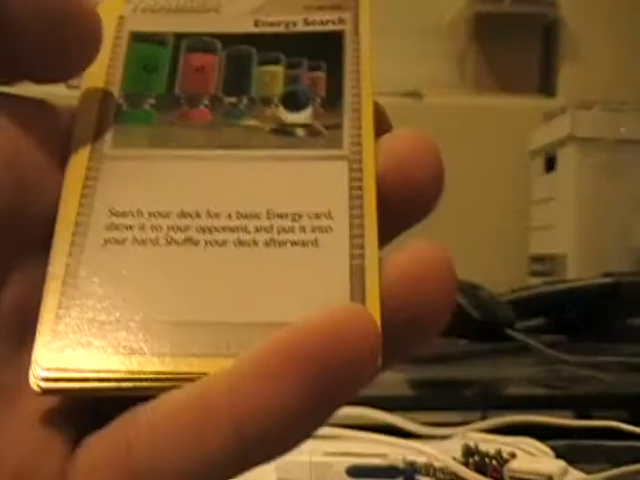 TRAINER
Energy Search
Search your deck for a basic Energy card,
show it to your opponent, and put it into
your hand. Shuffle your deck afterward.